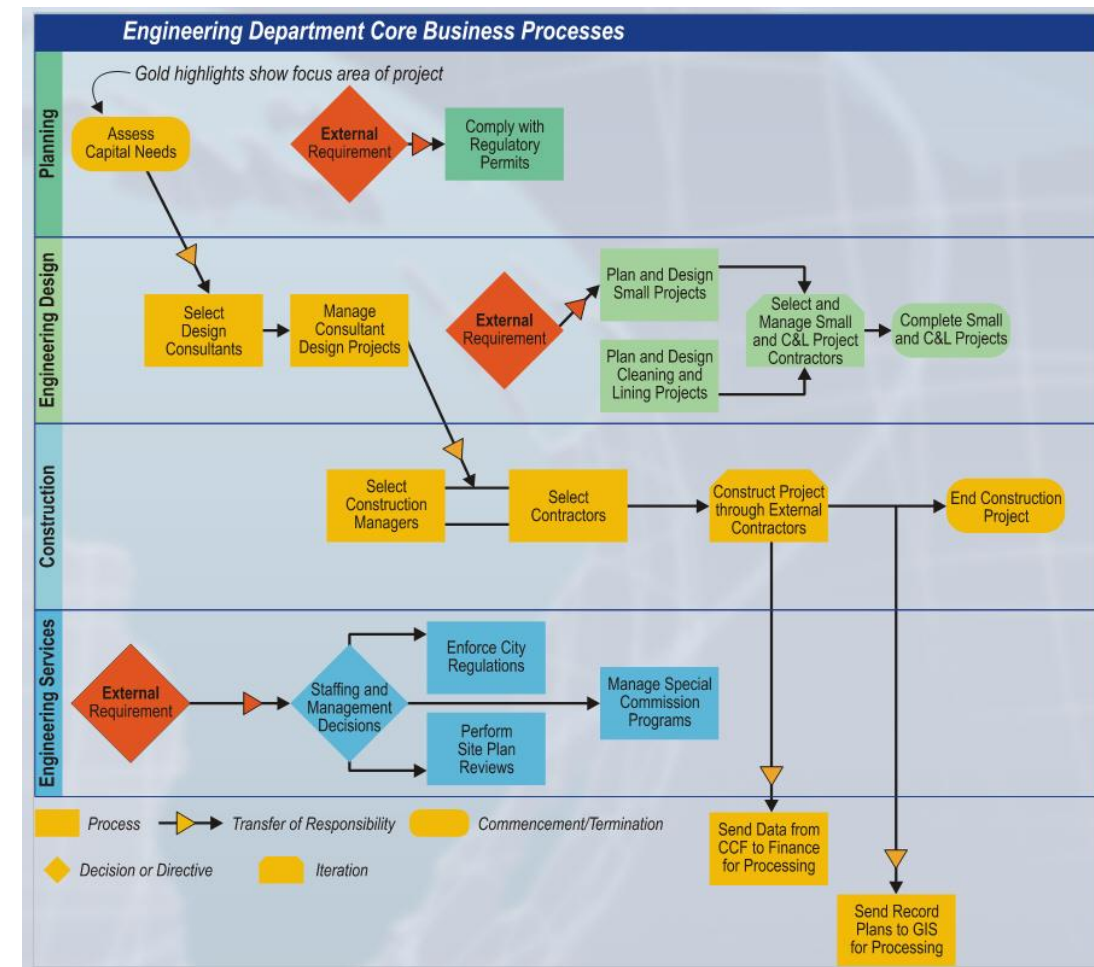 Engineering Department Core Business Processes
Gold highlights show focus area of project
Planning
Assess
Capital Needs
External
Requirement
Comply with
Regulatory
Permits
Engineering Design
Select
Design
Consultants
Manage
Consultant
Design Projects
External
Requirement
Plan and Design
Small Projects
Plan and Design
Cleaning and
Lining Projects
Select and
Manage Small
and C&L Project
Contractors
Complete Small
and C&L Projects
Construction
Select
Construction
Managers
Select
Contractors
Construct Project
through External
Contractors
End Construction
Project
Engineering Services
External
Requirement
Staffing and
Management
Decisions
Enforce City
Regulations
Perform
Site Plan
Reviews
Manage Special
Commission
Programs
Send Data from
CCF to Finance
for Processing
Send Record
Plans to GIS
for Processing
Process
Transfer of Responsibility
Commencement/Termination
Decision or Directive
Iteration